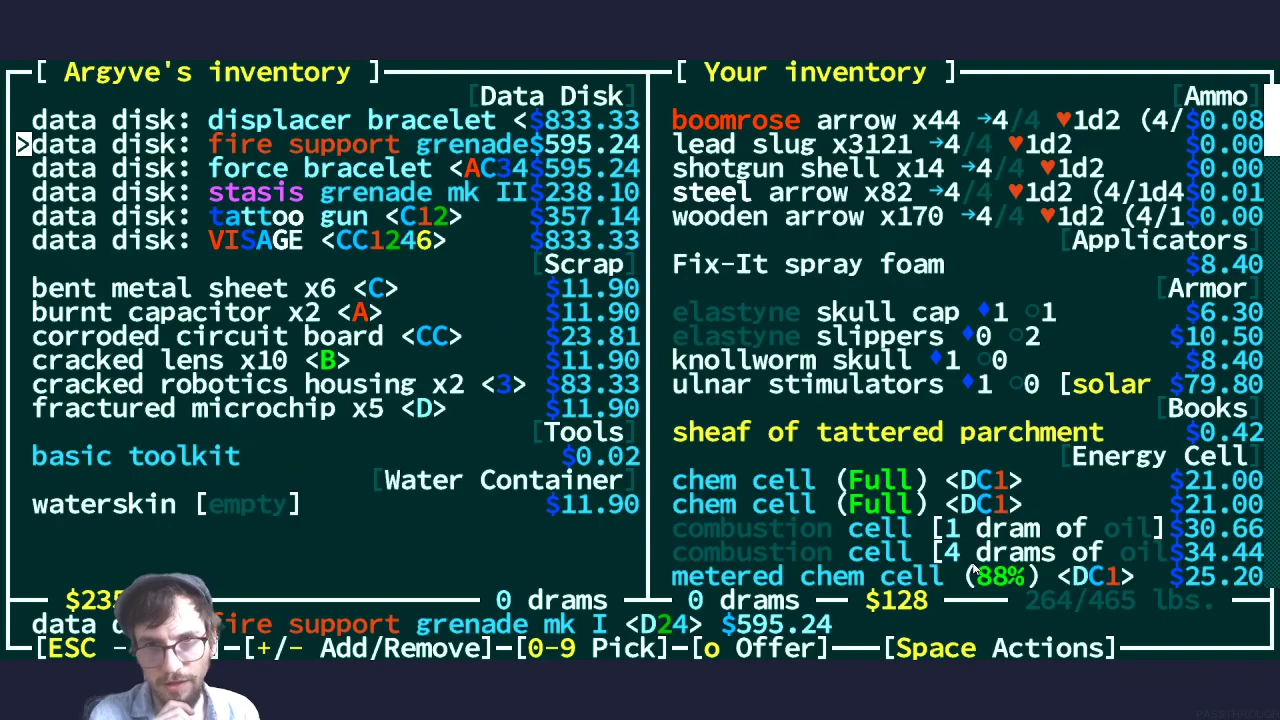 [ Argyve's inventory ]
[Data Disk]
data disk: displacer bracelet <$833.33
>data disk: fire support grenade$595.24
data disk: force bracelet <AC34$595.24
data disk: stasis grenade mk II$238.10
data disk: tattoo gun <C12> $357.14
data disk: VISAGE <CC1246> $833.33
[Scrap]
bent metal sheet x6 <C> $11.90
burnt capacitor x2 <A> $11.90
corroded circuit board <CC> $23.81
cracked lens x10 <B> $11.90
cracked robotics housing x2 <3> $83.33
fractured microchip x5 <D> $11.90
[Tools]
basic toolkit $0.02
[Water Container]
waterskin [empty] $11.90
[ Your inventory ]
[Ammo]
boomrose arrow x44 →4/4 ♥1d2 (4/$0.08
lead slug x3121 →4/4 ♥1d2 $0.00
shotgun shell x14 →4/4 ♥1d2 $0.00
steel arrow x82 →4/4 ♥1d2 (4/1d4$0.01
wooden arrow x170 →4/4 ♥1d2 (4/1$0.00
[Applicators]
Fix-It spray foam $8.40
[Armor]
elastyne skull cap ♦1 ○1 $6.30
elastyne slippers ♦0 ○2 $10.50
knollworm skull ♦1 ○0 $8.40
ulnar stimulators ♦1 ○0 [solar $79.80
[Books]
sheaf of tattered parchment $0.42
[Energy Cell]
chem cell (Full) <DC1> $21.00
chem cell (Full) <DC1> $21.00
combustion cell [1 dram of oil]$30.66
combustion cell [4 drams of oil$34.44
metered chem cell (88%) <DC1> $25.20
$235 0 drams 0 drams $128 264/465 lbs.
data d fire support grenade mk I <D24> $595.24
[ESC - ]-[+/- Add/Remove]-[0-9 Pick]-[o Offer] [Space Actions]